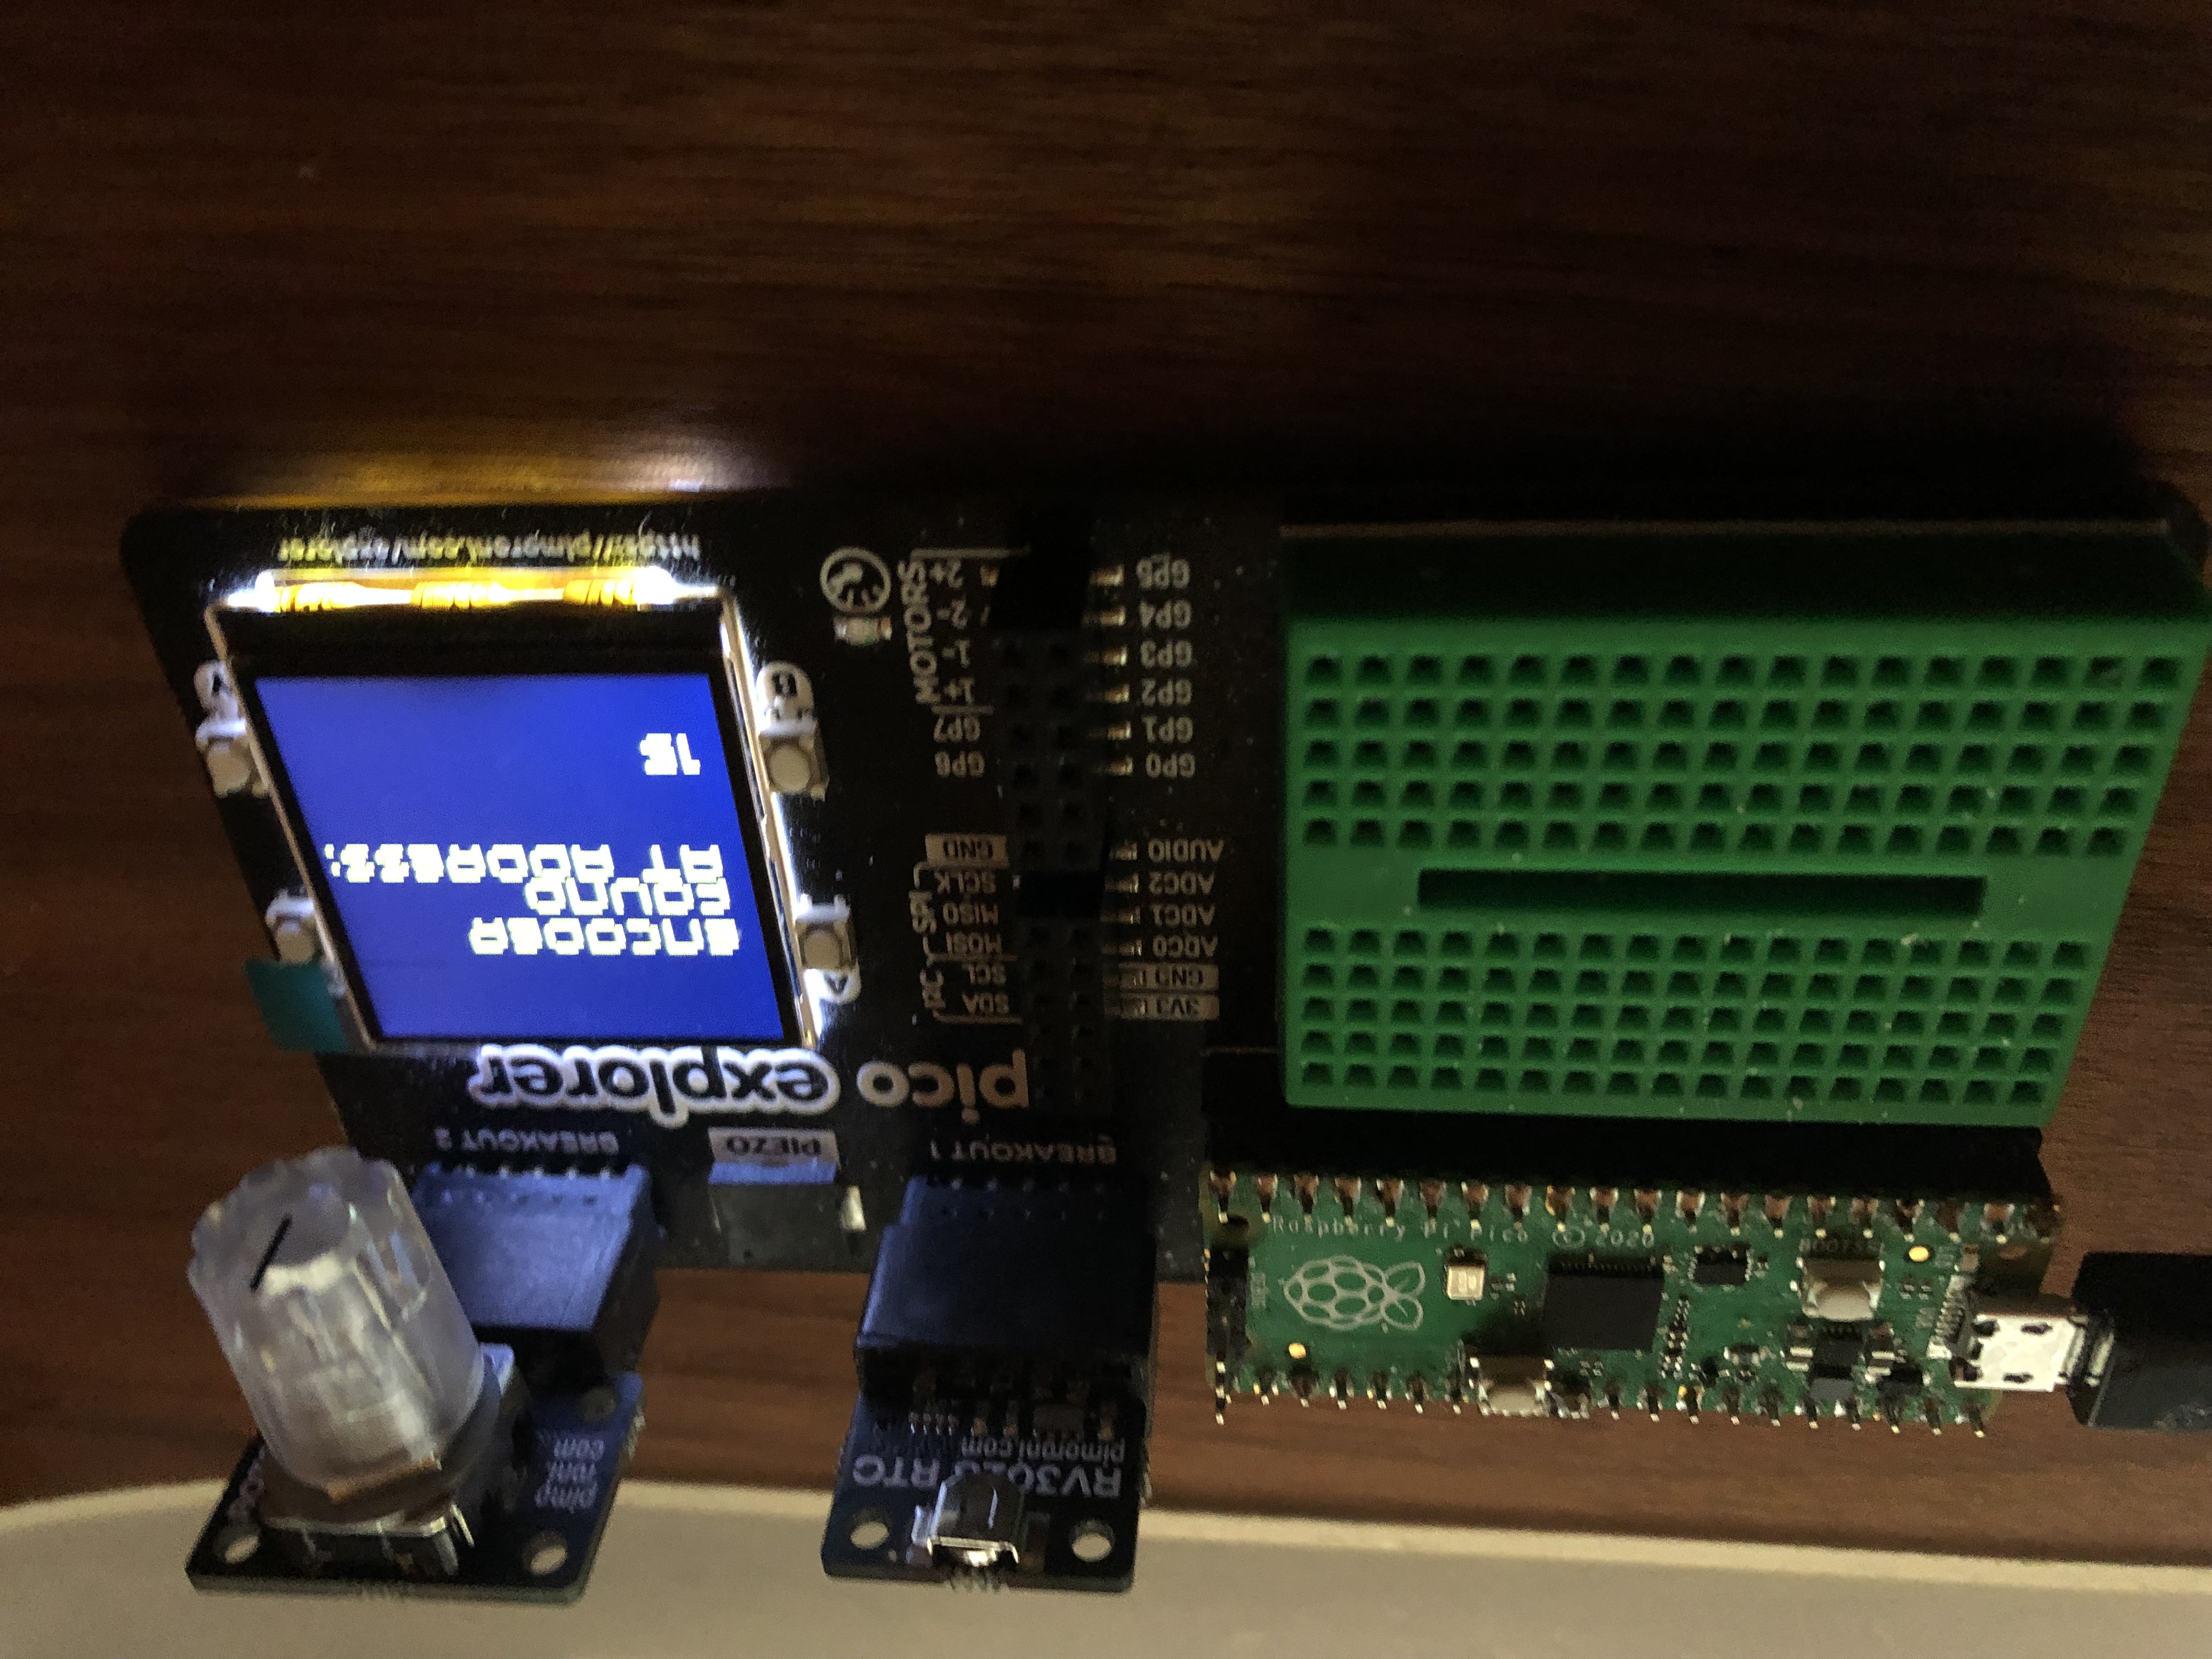 RV3028 RTC
pimoroni.com
pimo
roni.
com
BOOTSEL
Raspberry Pi Pico © 2020
BREAKOUT 1
PIEZO
BREAKOUT 2
pico explorer
3V3
SDA
GND
SCL
I2C
ADC0
MOSI
ADC1
MISO
ADC2
SCLK
SPI
AUDIO
GND
GP0
GP6
GP1
GP7
GP2
1+
GP3
1-
GP4
2-
GP5
2+
MOTORS
A
B
Y
ENCODER
FOUND
AT ADDRESS:
15
https://pimoroni.com/explorer